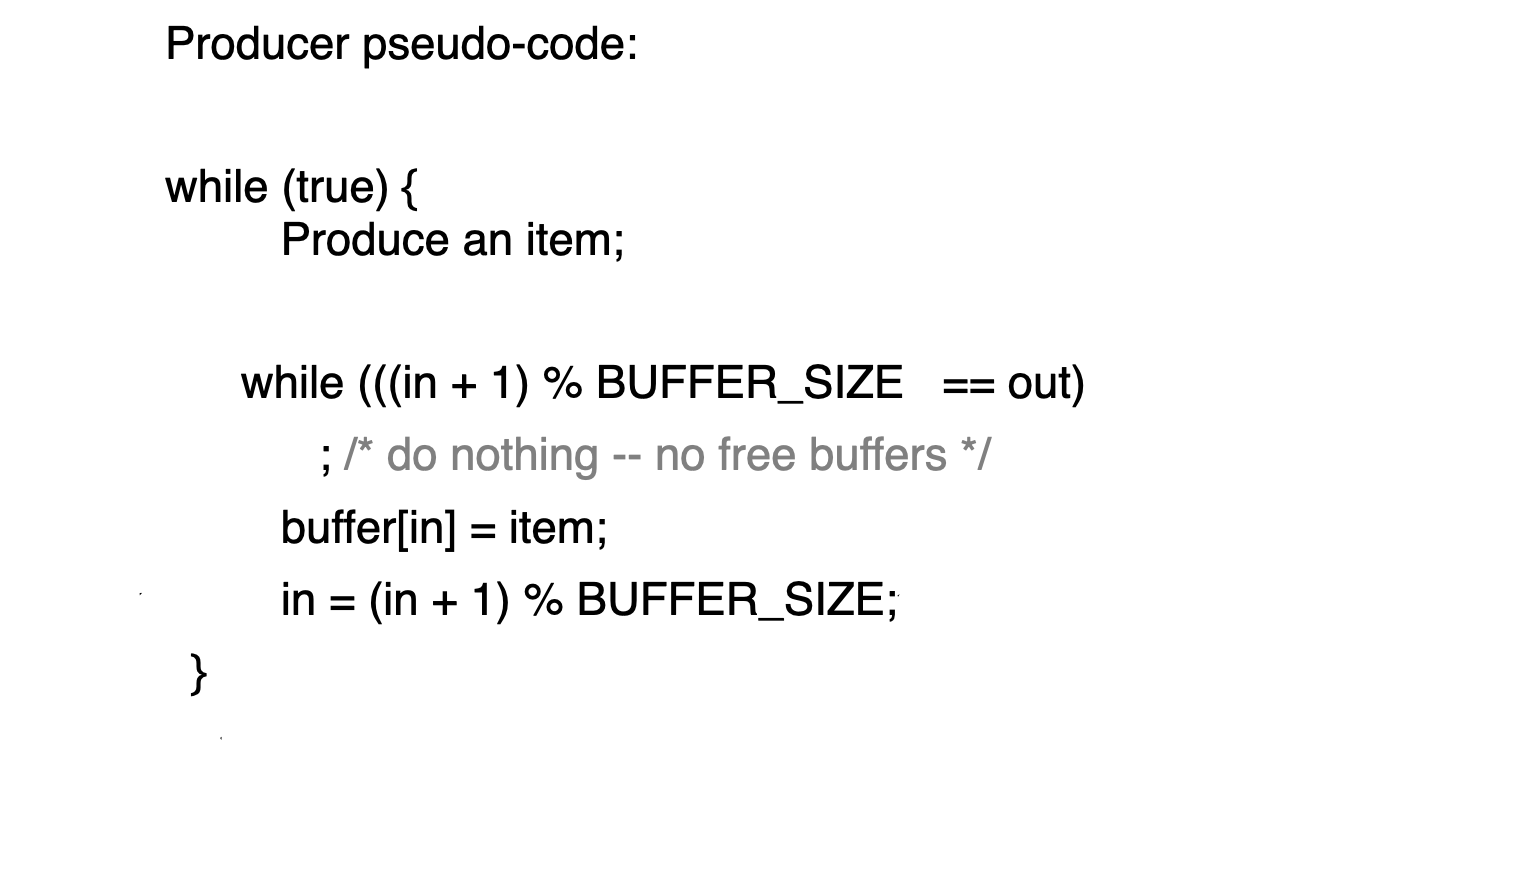 Producer pseudo-code:
while (true) {
Produce an item;
while (((in + 1) % BUFFER_SIZE == out)
; /* do nothing -- no free buffers */
buffer[in] = item;
in = (in + 1) % BUFFER_SIZE;
}